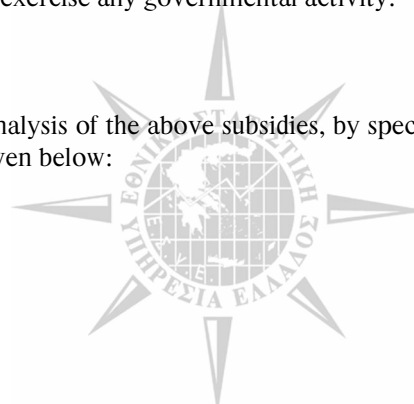 exercise any governmental activity.
nalysis of the above subsidies, by spec
ven below:
ΕΘΝΙΚΗ ΣΤΑΤΙΣΤΙΚΗ
ΥΠΗΡΕΣΙΑ ΕΛΛΑΔΟΣ
Ε.Σ.Υ.Ε.